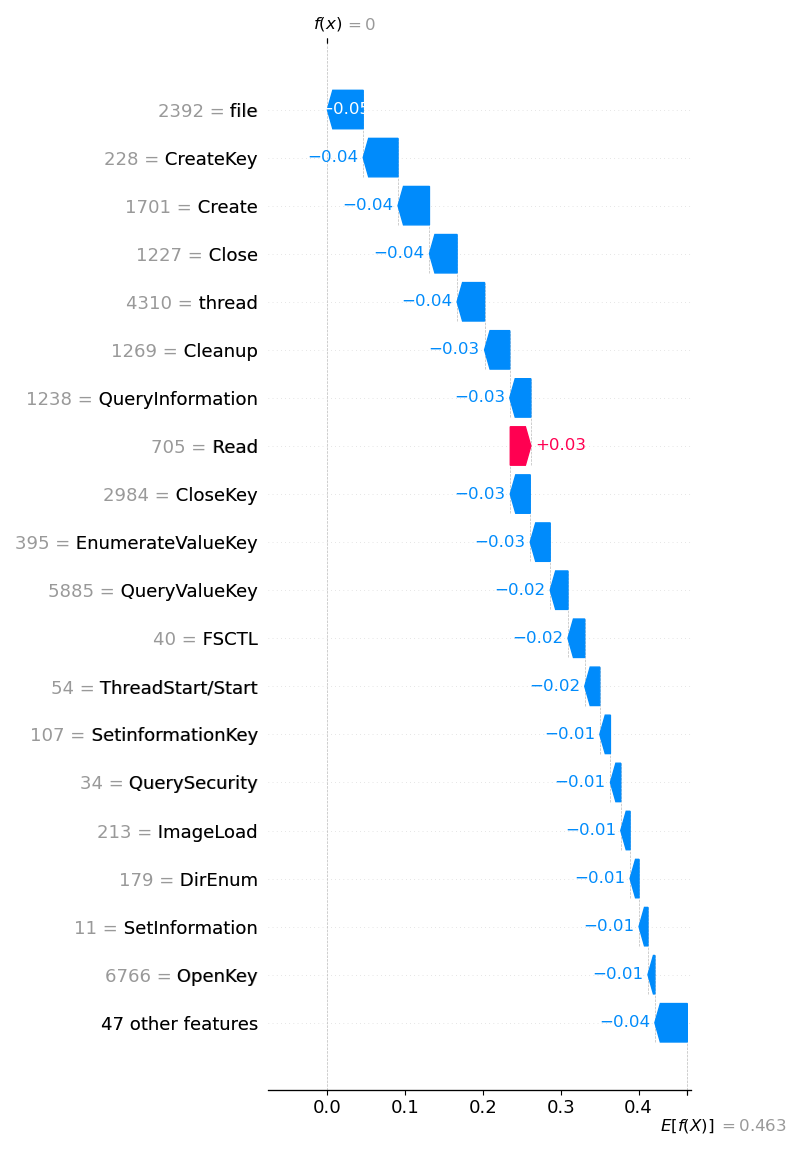 f(x) = 0
2392 = file −0.05
228 = CreateKey −0.04
1701 = Create −0.04
1227 = Close −0.04
4310 = thread −0.04
1269 = Cleanup −0.03
1238 = QueryInformation −0.03
705 = Read +0.03
2984 = CloseKey −0.03
395 = EnumerateValueKey −0.03
5885 = QueryValueKey −0.02
40 = FSCTL −0.02
54 = ThreadStart/Start −0.02
107 = SetinformationKey −0.01
34 = QuerySecurity −0.01
213 = ImageLoad −0.01
179 = DirEnum −0.01
11 = SetInformation −0.01
6766 = OpenKey −0.01
47 other features −0.04
0.0 0.1 0.2 0.3 0.4
E[f(X)] = 0.463